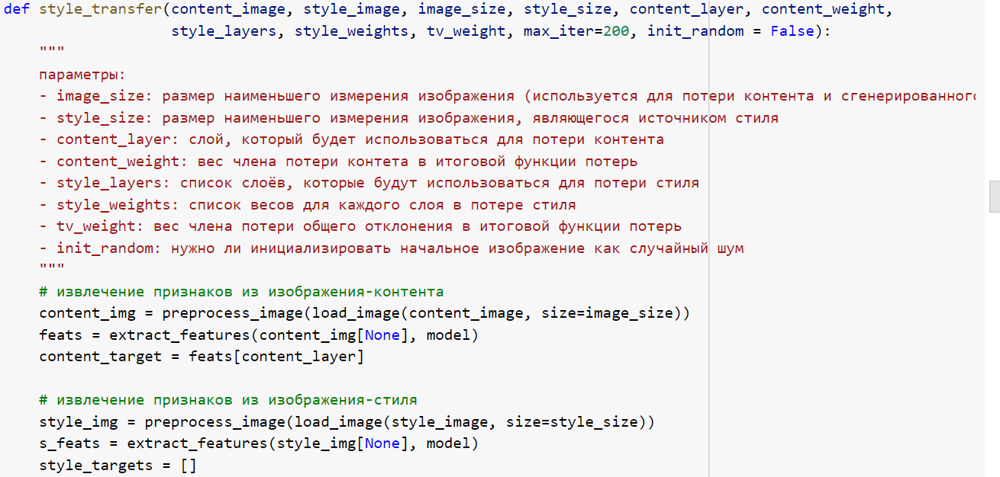 def style_transfer(content_image, style_image, image_size, style_size, content_layer, content_weight,
                   style_layers, style_weights, tv_weight, max_iter=200, init_random = False):
    """
    параметры:
    - image_size: размер наименьшего измерения изображения (используется для потери контента и
    - style_size: размер наименьшего измерения изображения, являющегося источником стиля
    - content_layer: слой, который будет использоваться для потери контента
    - content_weight: вес члена потери контета в итоговой функции потерь
    - style_layers: список слоёв, которые будут использоваться для потери стиля
    - style_weights: список весов для каждого слоя в потере стиля
    - tv_weight: вес члена потери общего отклонения в итоговой функции потерь
    - init_random: нужно ли инициализировать начальное изображение как случайный шум
    """
    # извлечение признаков из изображения-контента
    content_img = preprocess_image(load_image(content_image, size=image_size))
    feats = extract_features(content_img[None], model)
    content_target = feats[content_layer]

    # извлечение признаков из изображения-стиля
    style_img = preprocess_image(load_image(style_image, size=style_size))
    s_feats = extract_features(style_img[None], model)
    style_targets = []